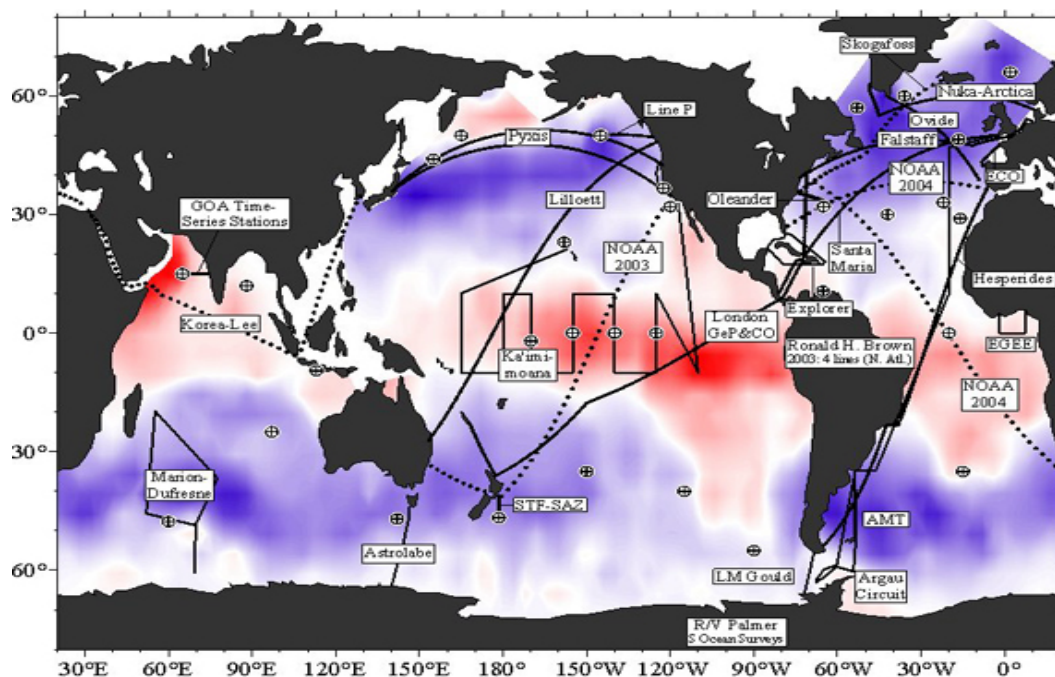 Skogafoss
Nuka-Arctica
60°
Line P
Ovide
Pyxis
Falstaff
NOAA
2004
ECO
Oleander
Lilloett
30°
GOA Time-
Series Stations
NOAA
2003
Santa
Maria
Hesperides
Explorer
London
GeP&CO
Korea-Lee
0°
Ka'imi-
moana
Ronald H. Brown
2003: 4 lines (N. Atl.)
EGEE
NOAA
2004
30°
Marion-
Dufresne
STF-SAZ
AMT
Astrolabe
60°
LM Gould
Argau
Circuit
R/V Palmer
S Ocean Surveys
30°E 60°E 90°E 120°E 150°E 180° 150°W 120°W 90°W 60°W 30°W 0°